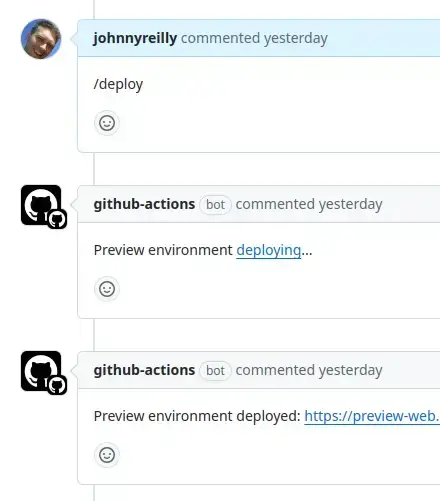 johnnyreilly commented yesterday
/deploy
github-actions bot commented yesterday
Preview environment deploying...
github-actions bot commented yesterday
Preview environment deployed: https://preview-web.